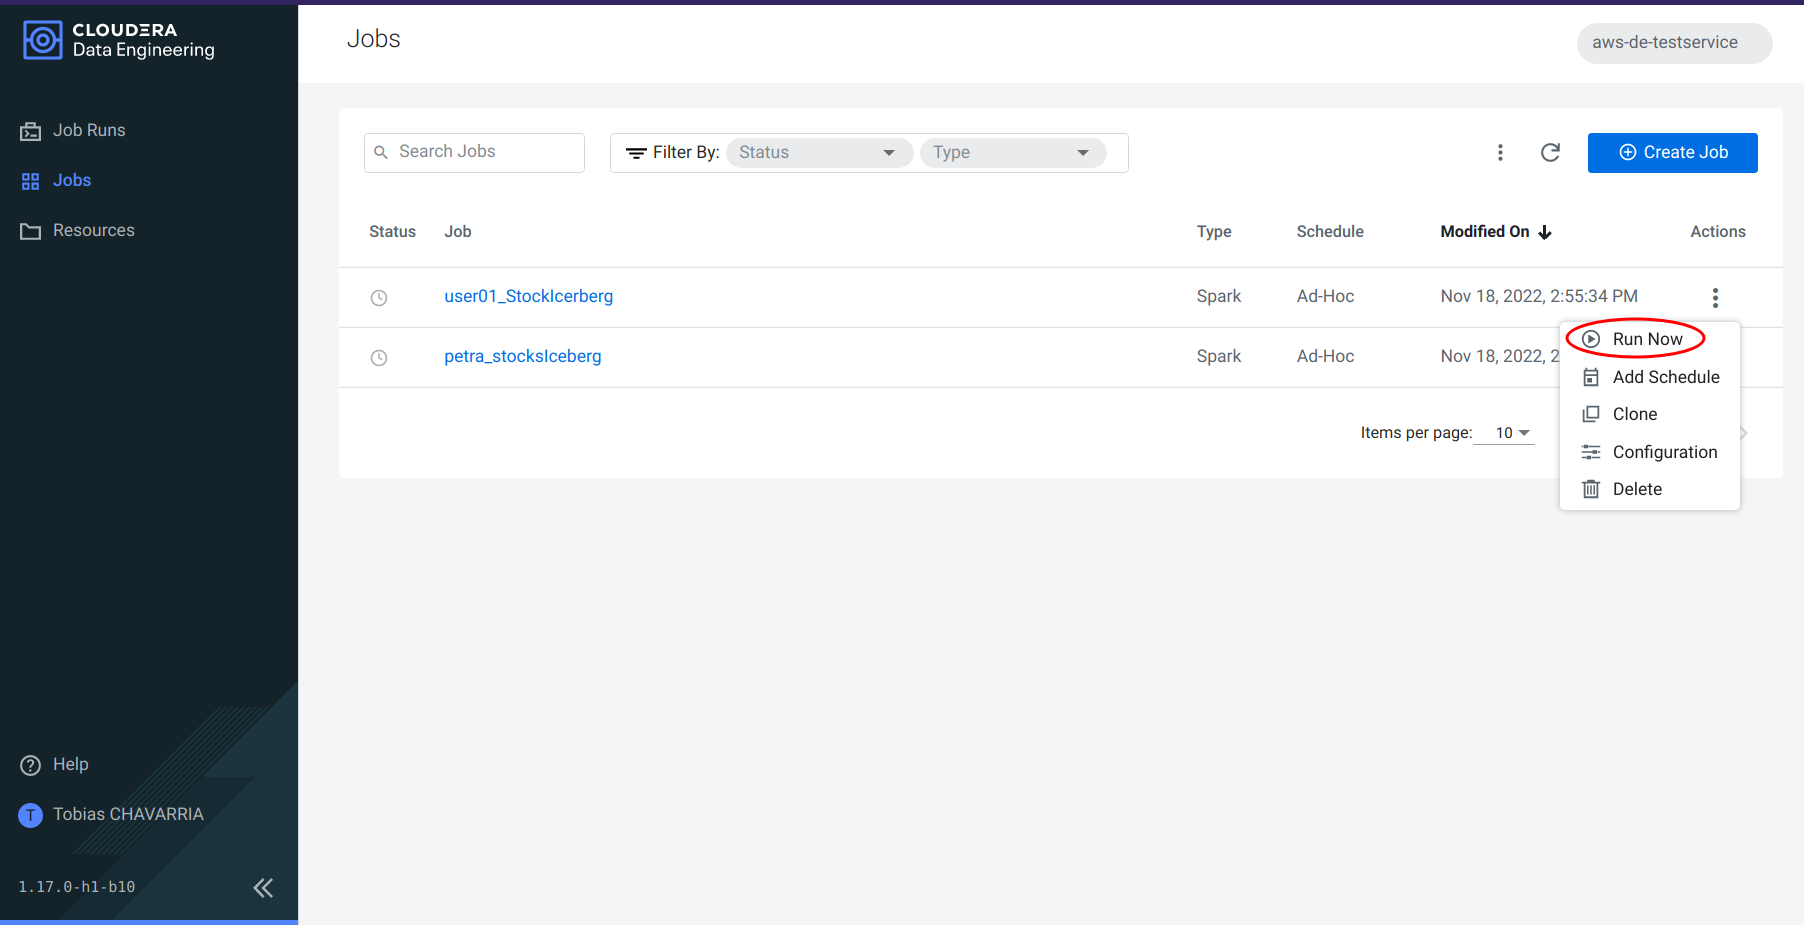 CLOUDERA
Data Engineering
Job Runs
Jobs
Resources
Help
T Tobias CHAVARRIA
1.17.0-h1-b10
Jobs
aws-de-testservice
Search Jobs
Filter By: Status Type
Create Job
Status Job Type Schedule Modified On Actions
user01_StockIcerberg Spark Ad-Hoc Nov 18, 2022, 2:55:34 PM
petra_stocksIceberg Spark Ad-Hoc Nov 18, 2022, 2
Items per page: 10
Run Now
Add Schedule
Clone
Configuration
Delete